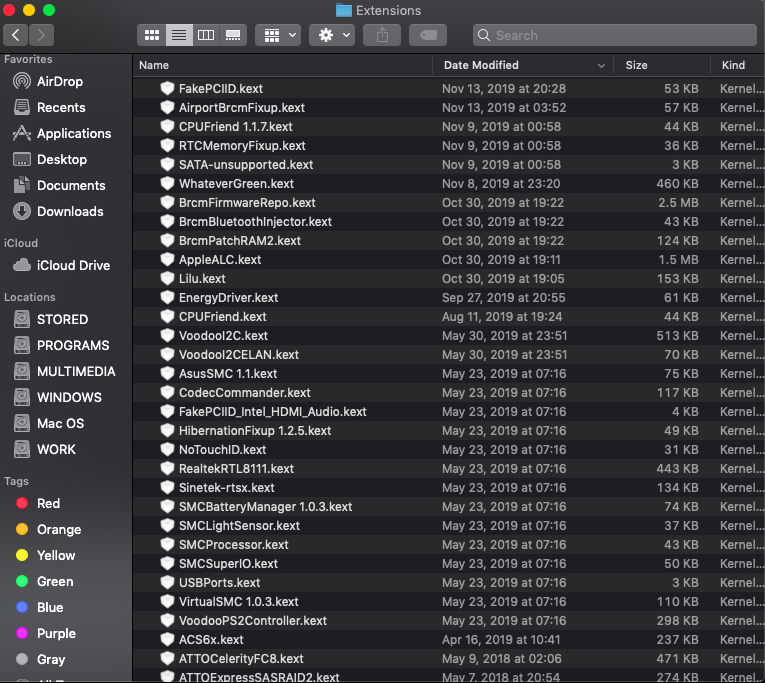 Extensions
Search
Favorites
AirDrop
Recents
Applications
Desktop
Documents
Downloads
iCloud
iCloud Drive
Locations
STORED
PROGRAMS
MULTIMEDIA
WINDOWS
Mac OS
WORK
Tags
Red
Orange
Yellow
Green
Blue
Purple
Gray
Name Date Modified Size Kind
FakePCIID.kext Nov 13, 2019 at 20:28 53 KB Kernel...
AirportBrcmFixup.kext Nov 13, 2019 at 03:52 57 KB Kernel...
CPUFriend 1.1.7.kext Nov 9, 2019 at 00:58 44 KB Kernel...
RTCMemoryFixup.kext Nov 9, 2019 at 00:58 36 KB Kernel...
SATA-unsupported.kext Nov 9, 2019 at 00:58 3 KB Kernel...
WhateverGreen.kext Nov 8, 2019 at 23:20 460 KB Kernel...
BrcmFirmwareRepo.kext Oct 30, 2019 at 19:22 2.5 MB Kernel...
BrcmBluetoothInjector.kext Oct 30, 2019 at 19:22 43 KB Kernel...
BrcmPatchRAM2.kext Oct 30, 2019 at 19:22 124 KB Kernel...
AppleALC.kext Oct 30, 2019 at 19:11 1.5 MB Kernel...
Lilu.kext Oct 30, 2019 at 19:05 153 KB Kernel...
EnergyDriver.kext Sep 27, 2019 at 20:55 61 KB Kernel...
CPUFriend.kext Aug 11, 2019 at 19:24 44 KB Kernel...
VoodooI2C.kext May 30, 2019 at 23:51 513 KB Kernel...
VoodooI2CELAN.kext May 30, 2019 at 23:51 70 KB Kernel...
AsusSMC 1.1.kext May 23, 2019 at 07:16 75 KB Kernel...
CodecCommander.kext May 23, 2019 at 07:16 117 KB Kernel...
FakePCIID_Intel_HDMI_Audio.kext May 23, 2019 at 07:16 4 KB Kernel...
HibernationFixup 1.2.5.kext May 23, 2019 at 07:16 49 KB Kernel...
NoTouchID.kext May 23, 2019 at 07:16 31 KB Kernel...
RealtekRTL8111.kext May 23, 2019 at 07:16 443 KB Kernel...
Sinetek-rtsx.kext May 23, 2019 at 07:16 134 KB Kernel...
SMCBatteryManager 1.0.3.kext May 23, 2019 at 07:16 74 KB Kernel...
SMCLightSensor.kext May 23, 2019 at 07:16 37 KB Kernel...
SMCProcessor.kext May 23, 2019 at 07:16 43 KB Kernel...
SMCSuperIO.kext May 23, 2019 at 07:16 50 KB Kernel...
USBPorts.kext May 23, 2019 at 07:16 3 KB Kernel...
VirtualSMC 1.0.3.kext May 23, 2019 at 07:16 110 KB Kernel...
VoodooPS2Controller.kext May 23, 2019 at 07:16 298 KB Kernel...
ACS6x.kext Apr 16, 2019 at 10:41 237 KB Kernel...
ATTOCelerityFC8.kext May 9, 2018 at 02:06 471 KB Kernel...
ATTOExpressSASRAID2.kext May 7, 2018 at 20:54 274 KB Kernel...